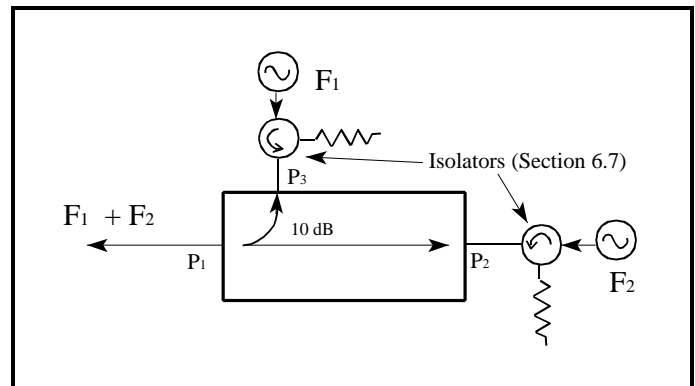 F1
Isolators (Section 6.7)
P3
F1 + F2
10 dB
P1
P2
F2